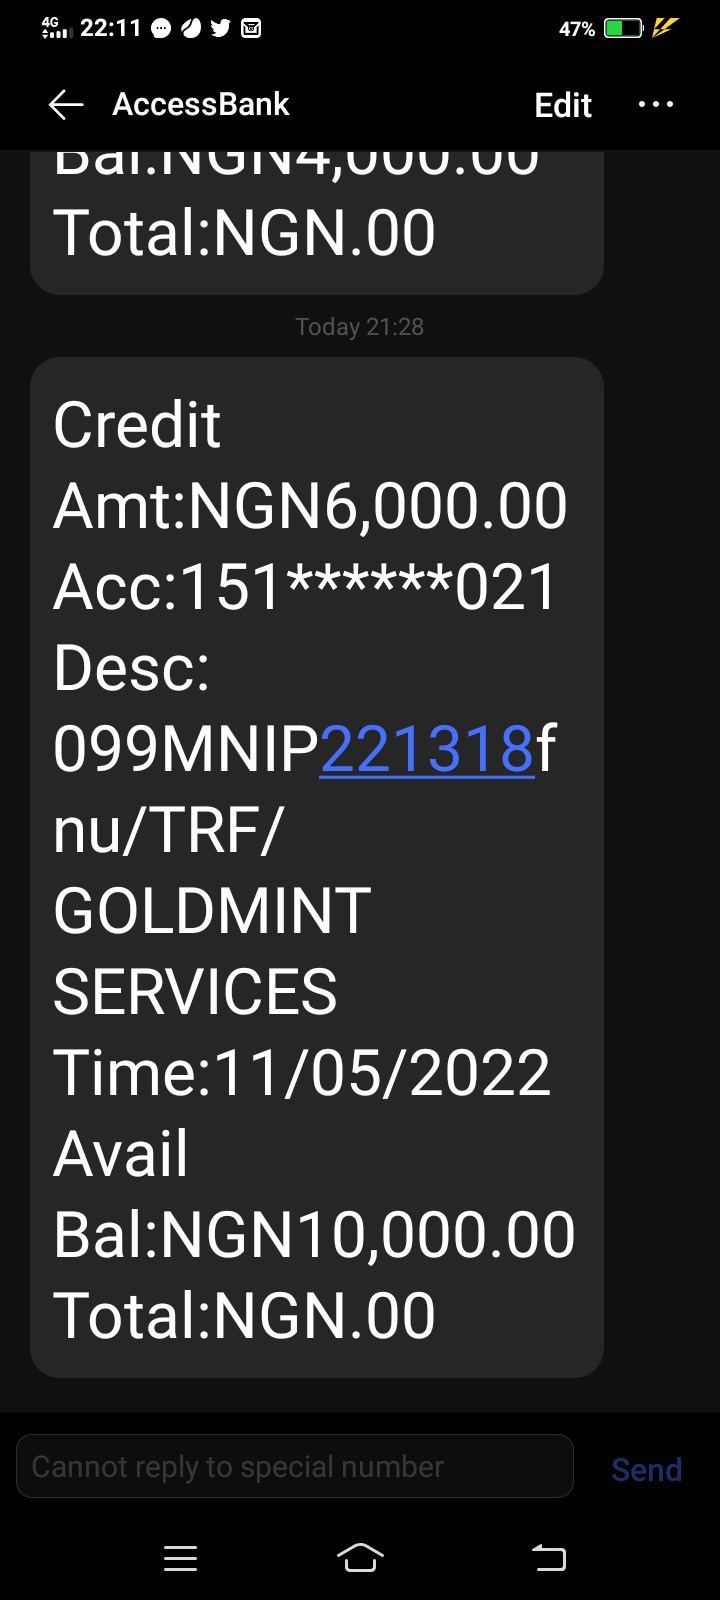 4G 22:11 47%
AccessBank Edit
Bal:NGN4,000.00
Total:NGN.00
Today 21:28
Credit
Amt:NGN6,000.00
Acc:151******021
Desc:
099MNIP221318f
nu/TRF/
GOLDMINT
SERVICES
Time:11/05/2022
Avail
Bal:NGN10,000.00
Total:NGN.00
Cannot reply to special number Send